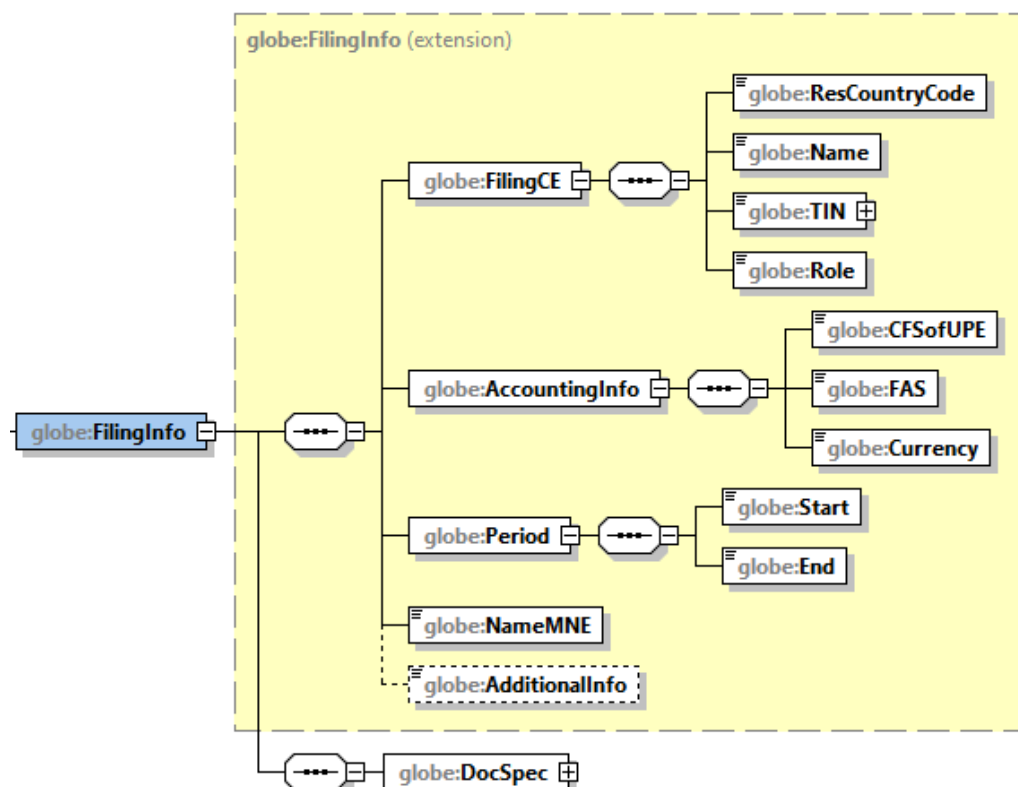 globe:FilingInfo (extension)
globe:ResCountryCode
globe:Name
globe:FilingCE
globe:TIN
globe:Role
globe:CFSofUPE
globe:AccountingInfo
globe:FAS
globe:FilingInfo
globe:Currency
globe:Start
globe:Period
globe:End
globe:NameMNE
globe:AdditionalInfo
globe:DocSpec